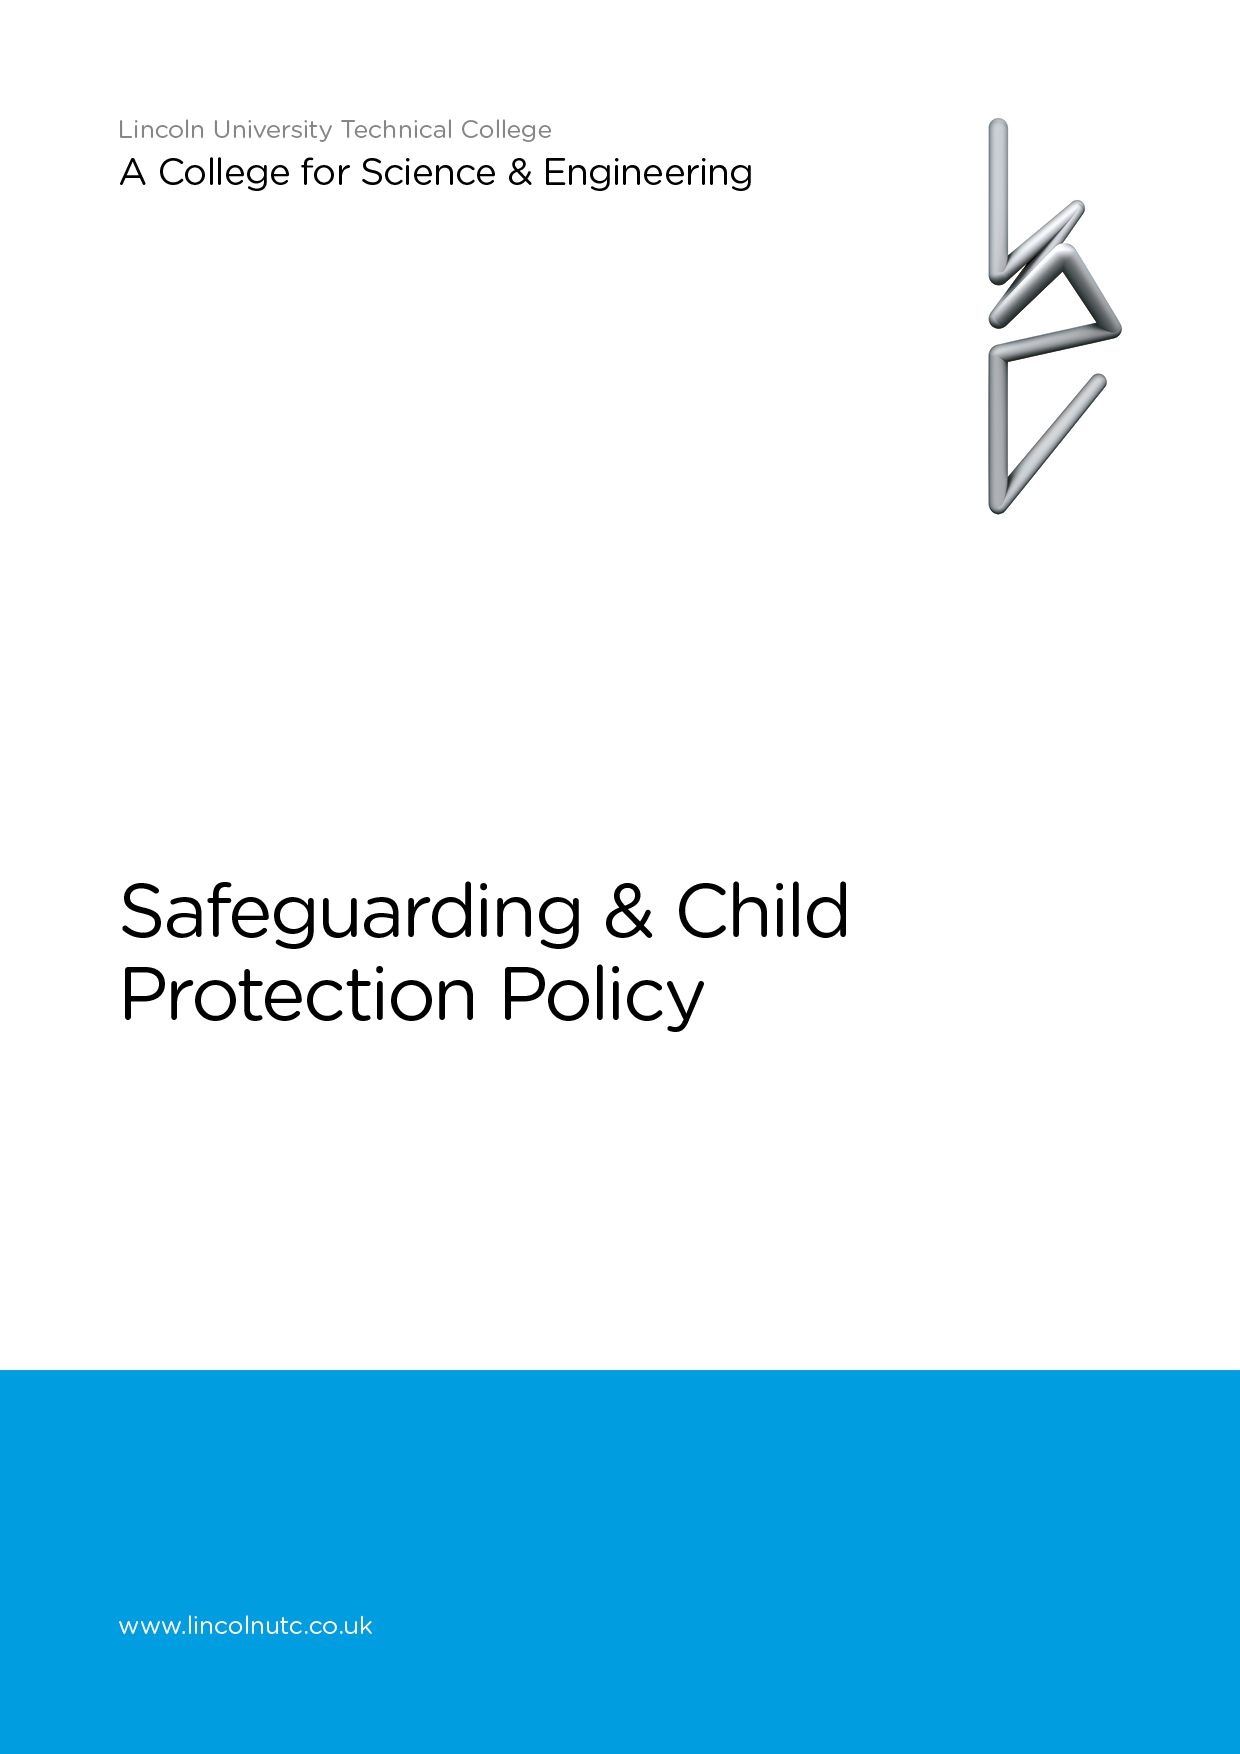 Lincoln University Technical College
A College for Science & Engineering
Safeguarding & Child
Protection Policy
www.lincolnutc.co.uk